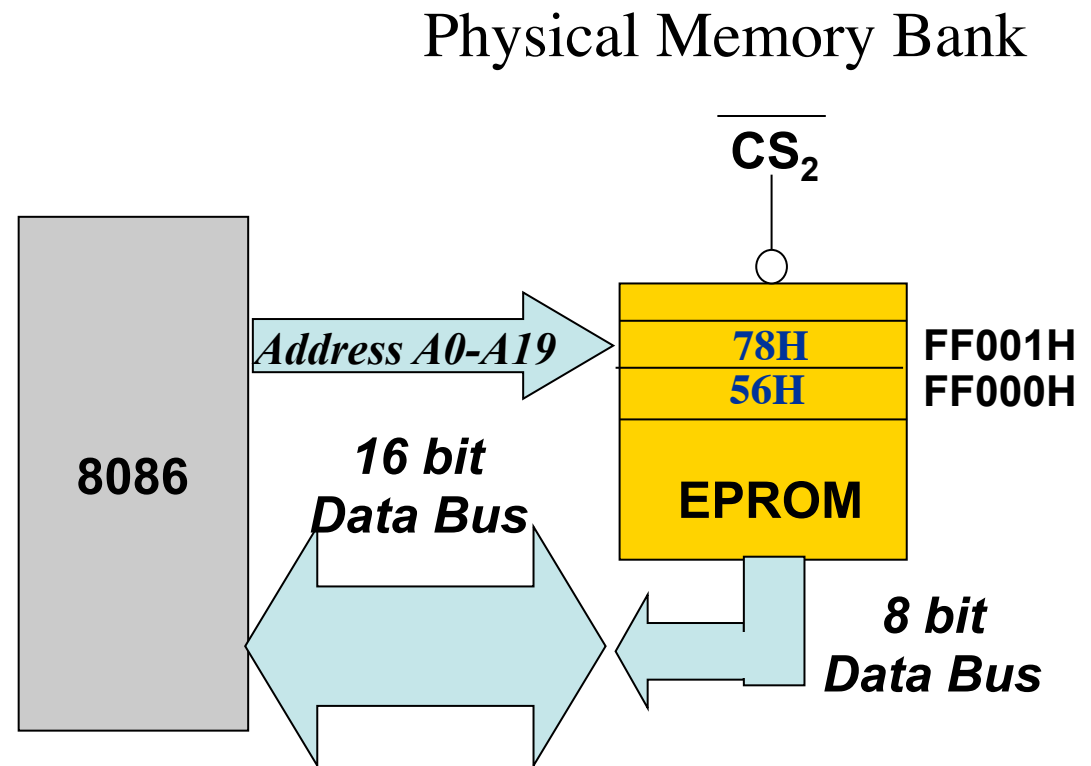 Physical Memory Bank
CS2
Address A0-A19
78H
FF001H
56H
FF000H
8086
16 bit
Data Bus
EPROM
8 bit
Data Bus